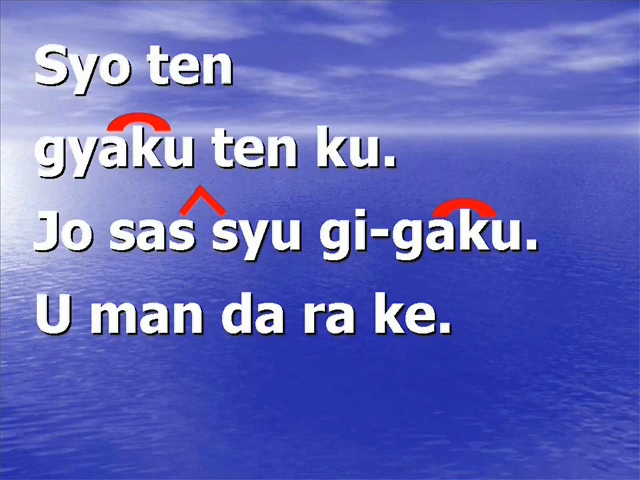 Syo ten
gyaku ten ku.
Jo sas syu gi-gaku.
U man da ra ke.